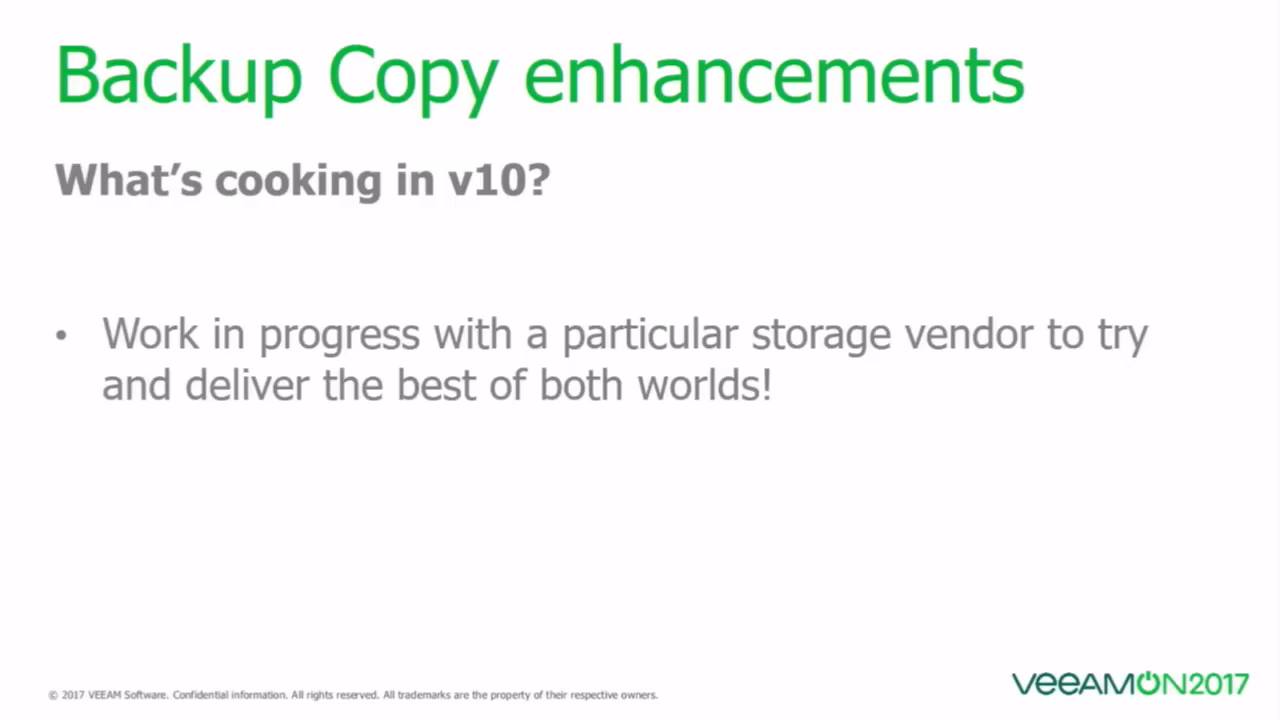 Backup Copy enhancements
What’s cooking in v10?
• Work in progress with a particular storage vendor to try
and deliver the best of both worlds!
© 2017 VEEAM Software. Confidential information. All rights reserved. All trademarks are the property of their respective owners.
VEEAMON2017